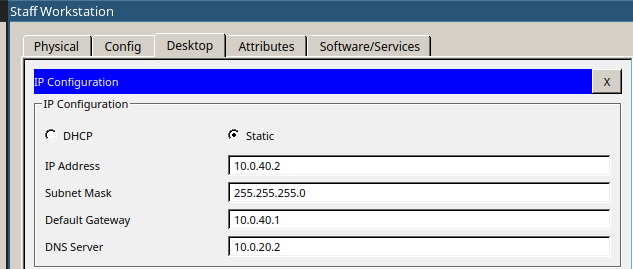 Staff Workstation
Physical Config Desktop Attributes Software/Services
IP Configuration X
IP Configuration
DHCP Static
IP Address 10.0.40.2
Subnet Mask 255.255.255.0
Default Gateway 10.0.40.1
DNS Server 10.0.20.2